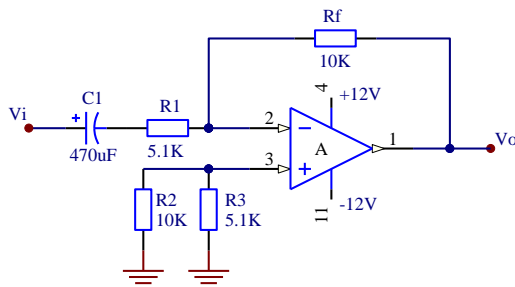 Rf
10K
4
+12V
C1
Vi
+
470uF
R1
5.1K
2
−
A
1
Vo
3
+
R2
10K
R3
5.1K
11
-12V